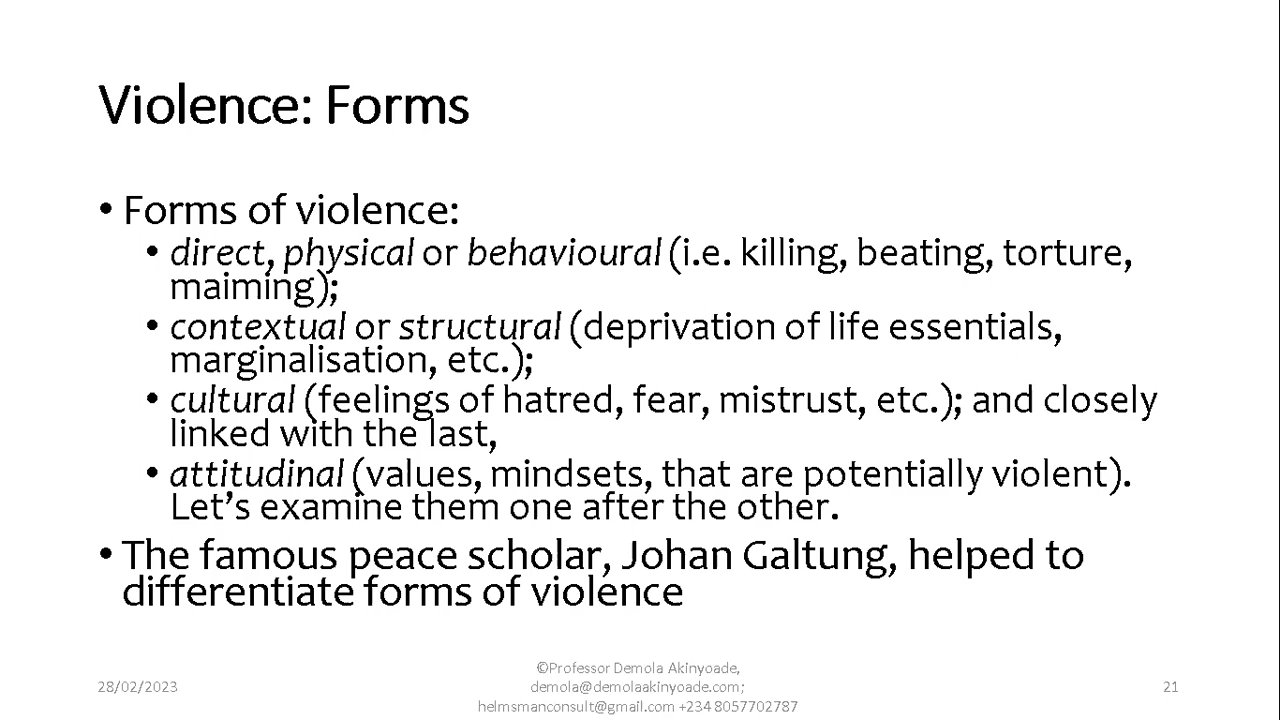 Violence: Forms
• Forms of violence:
• direct, physical or behavioural (i.e. killing, beating, torture,
maiming);
• contextual or structural (deprivation of life essentials,
marginalisation, etc.);
• cultural (feelings of hatred, fear, mistrust, etc.); and closely
linked with the last,
• attitudinal (values, mindsets, that are potentially violent).
Let’s examine them one after the other.
• The famous peace scholar, Johan Galtung, helped to
differentiate forms of violence
28/02/2023
©Professor Demola Akinyoade,
demola@demolaakinyoade.com;
helmsmanconsult@gmail.com +234 8057702787
21